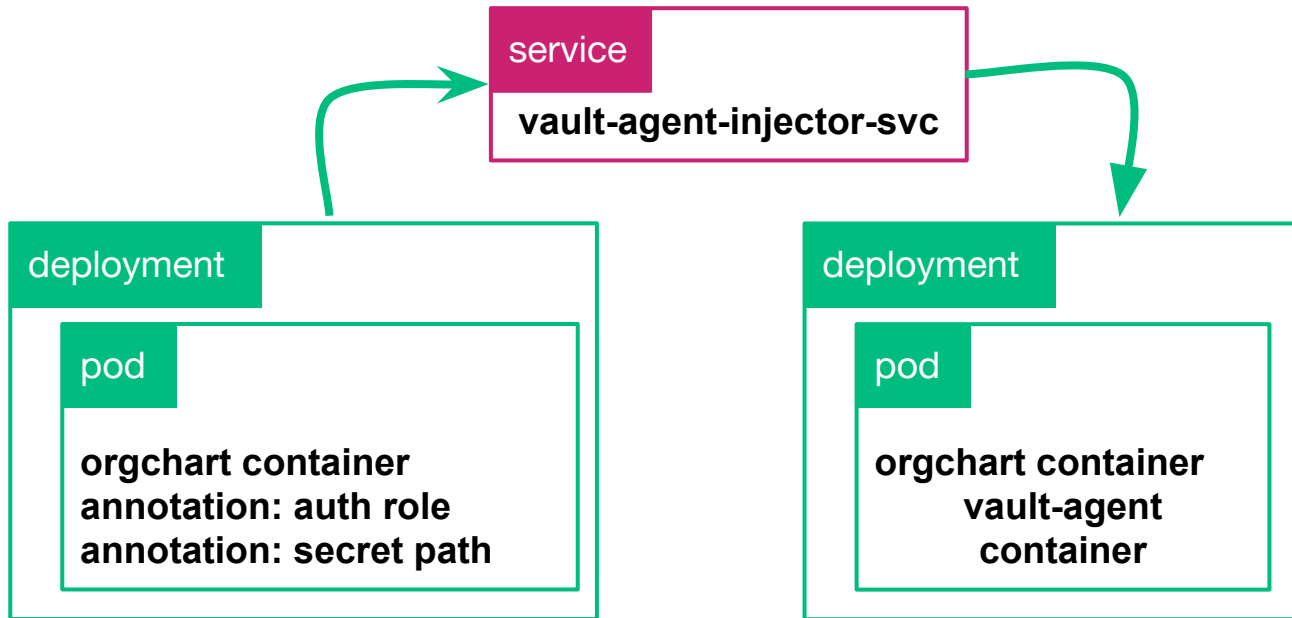 service
vault-agent-injector-svc
deployment
pod
orgchart container
annotation: auth role
annotation: secret path
deployment
pod
orgchart container
vault-agent
container